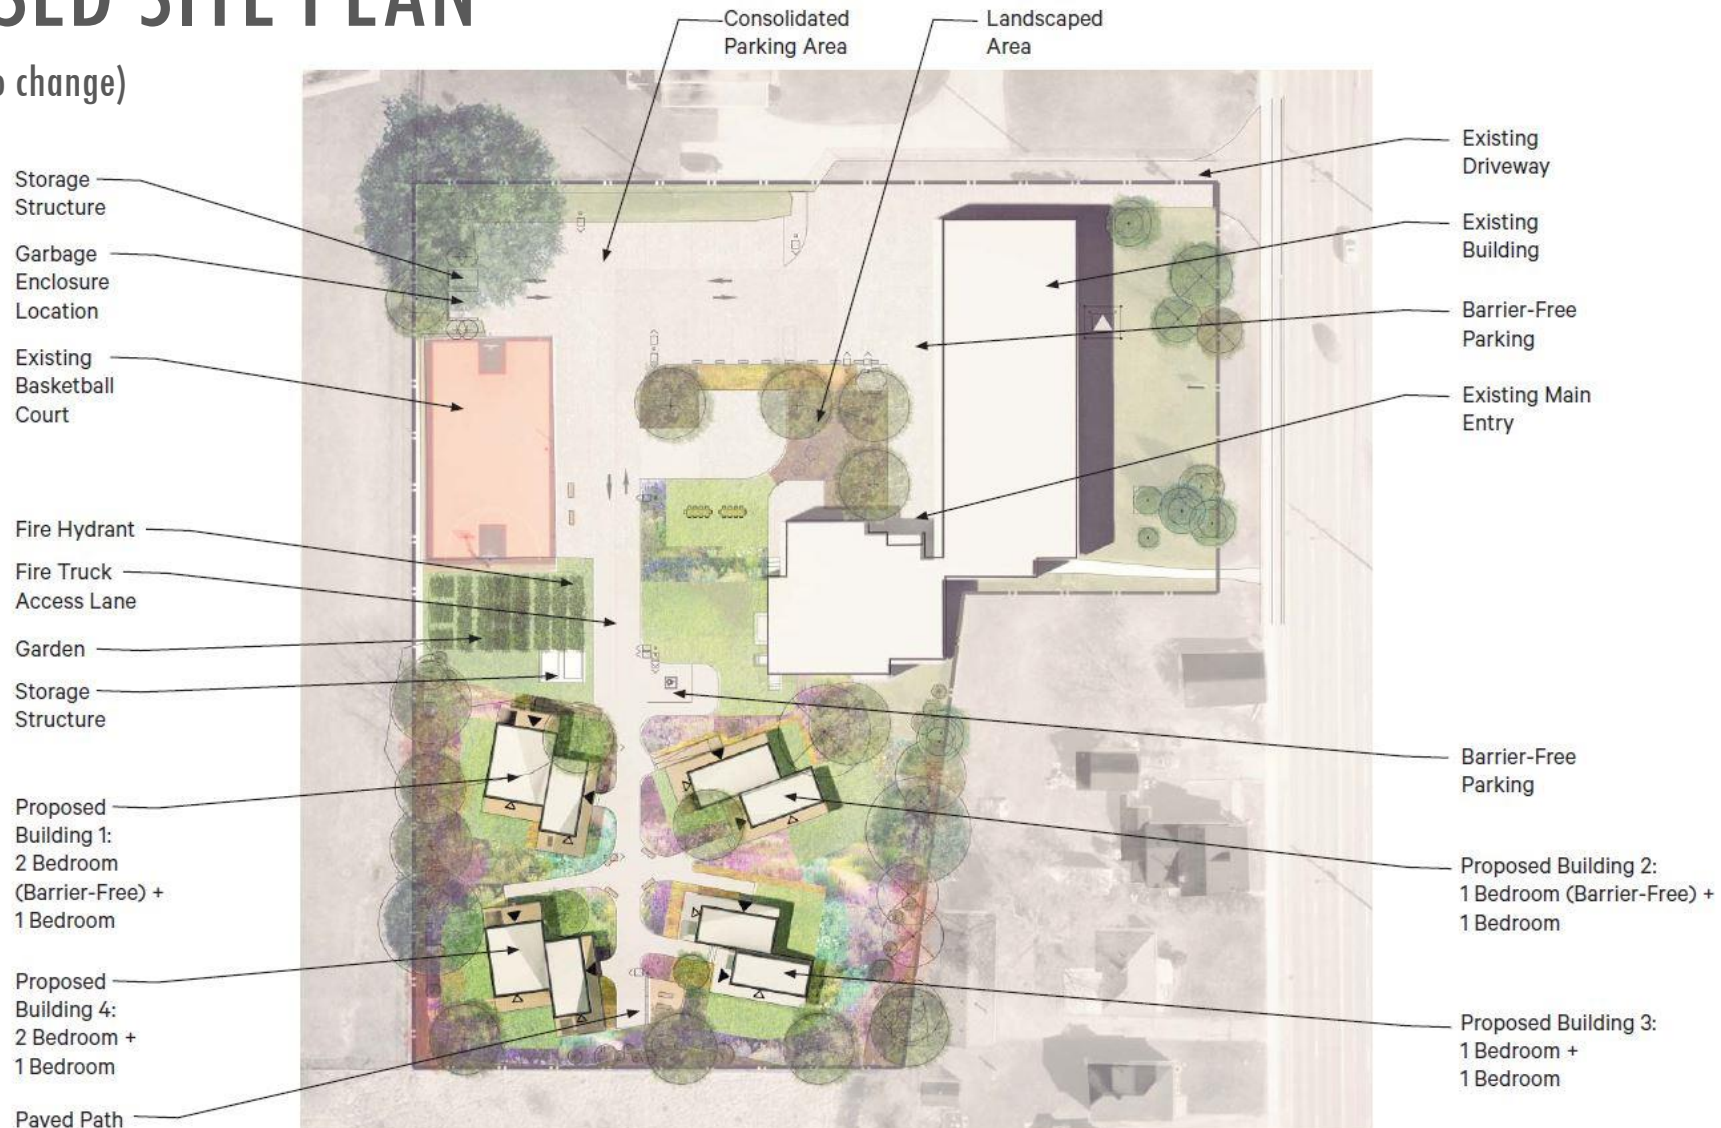 SITE PLAN
change)
Consolidated
Parking Area
Landscaped
Area
Storage
Structure
Garbage
Enclosure
Location
Existing
Basketball
Court
Fire Hydrant
Fire Truck
Access Lane
Garden
Storage
Structure
Proposed
Building 1:
2 Bedroom
(Barrier-Free) +
1 Bedroom
Proposed
Building 4:
2 Bedroom +
1 Bedroom
Paved Path
Existing
Driveway
Existing
Building
Barrier-Free
Parking
Existing Main
Entry
Barrier-Free
Parking
Proposed Building 2:
1 Bedroom (Barrier-Free) +
1 Bedroom
Proposed Building 3:
1 Bedroom +
1 Bedroom